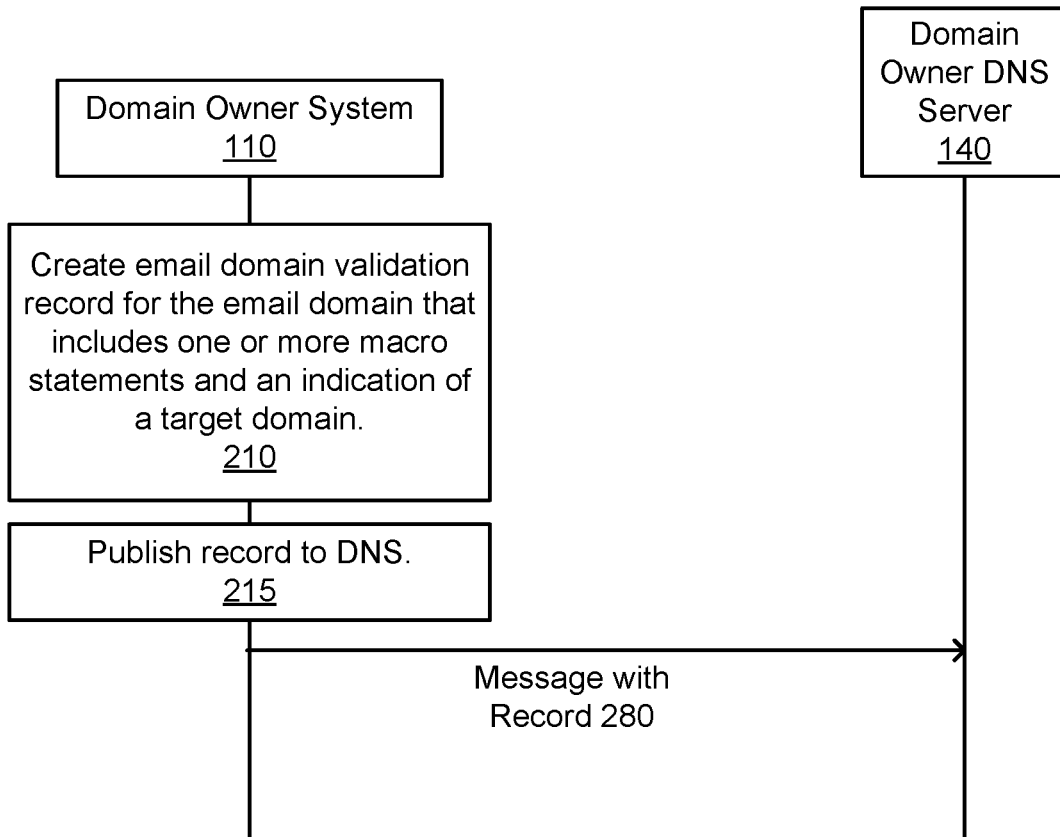 Domain
Owner DNS
Server
140
Domain Owner System
110
Create email domain validation
record for the email domain that
includes one or more macro
statements and an indication of
a target domain.
210
Publish record to DNS.
215
Message with
Record 280